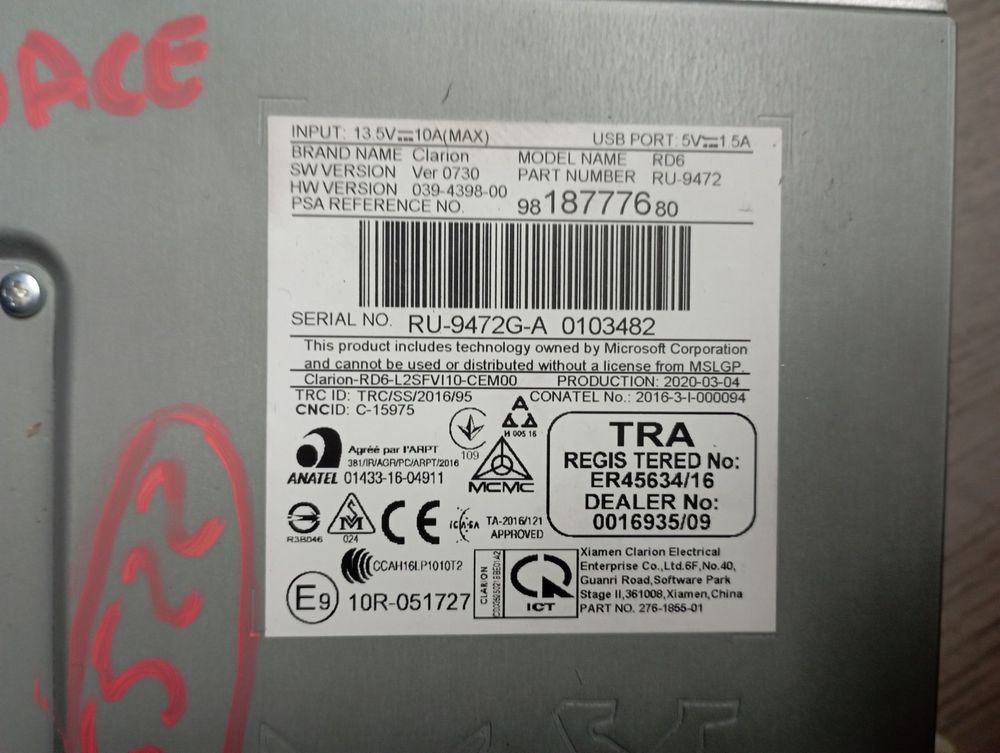 ACE
INPUT: 13.5V⎓10A(MAX) USB PORT: 5V⎓1.5A
BRAND NAME Clarion MODEL NAME RD6
SW VERSION Ver 0730 PART NUMBER RU-9472
HW VERSION 039-4398-00
PSA REFERENCE NO. 98 187776 80
SERIAL NO. RU-9472G-A 0103482
This product includes technology owned by Microsoft Corporation
and cannot be used or distributed without a license from MSLGP.
Clarion-RD6-L2SFVI10-CEM00 PRODUCTION: 2020-03-04
TRC ID: TRC/SS/2016/95 CONATEL No.: 2016-3-I-000094
CNCID: C-15975
109
H 005 16
Agréé par l'ARPT
381/IR/AGR/PC/ARPT/2016
ANATEL 01433-16-04911
MCMC
TRA
REGIS TERED No:
ER45634/16
DEALER No:
0016935/09
R3B046
024
CE
ICASA
TA-2016/121
APPROVED
CCAH16LP1010T2
E9 10R-051727
CLARION
ICT
Xiamen Clarion Electrical
Enterprise Co.,Ltd.6F,No.40,
Guanri Road,Software Park
Stage II,361008,Xiamen,China
PART NO. 276-1855-01
5522